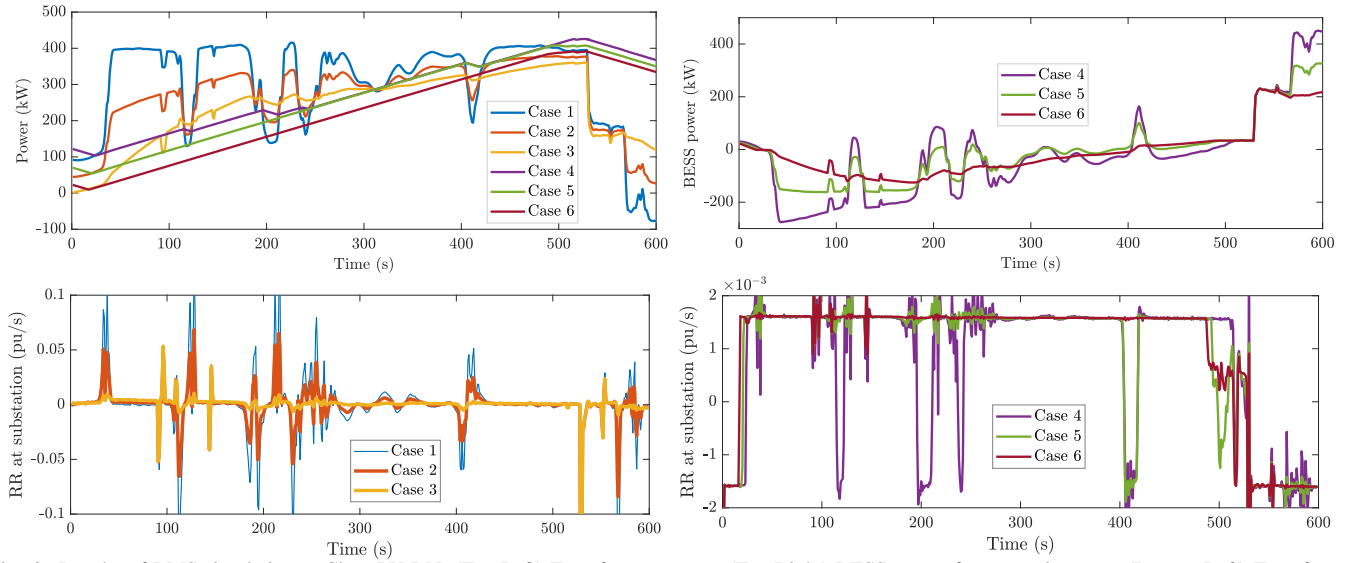 500
400
300
200
100
0
-100
Power (kW)
Case 1
Case 2
Case 3
Case 4
Case 5
Case 6
0 100 200 300 400 500 600
Time (s)
400
200
0
-200
BESS power (kW)
Case 4
Case 5
Case 6
0 100 200 300 400 500 600
Time (s)
0.1
0.05
0
-0.05
-0.1
RR at substation (pu/s)
Case 1
Case 2
Case 3
0 100 200 300 400 500 600
Time (s)
×10⁻³
2
1
0
-1
-2
RR at substation (pu/s)
Case 4
Case 5
Case 6
0 100 200 300 400 500 600
Time (s)